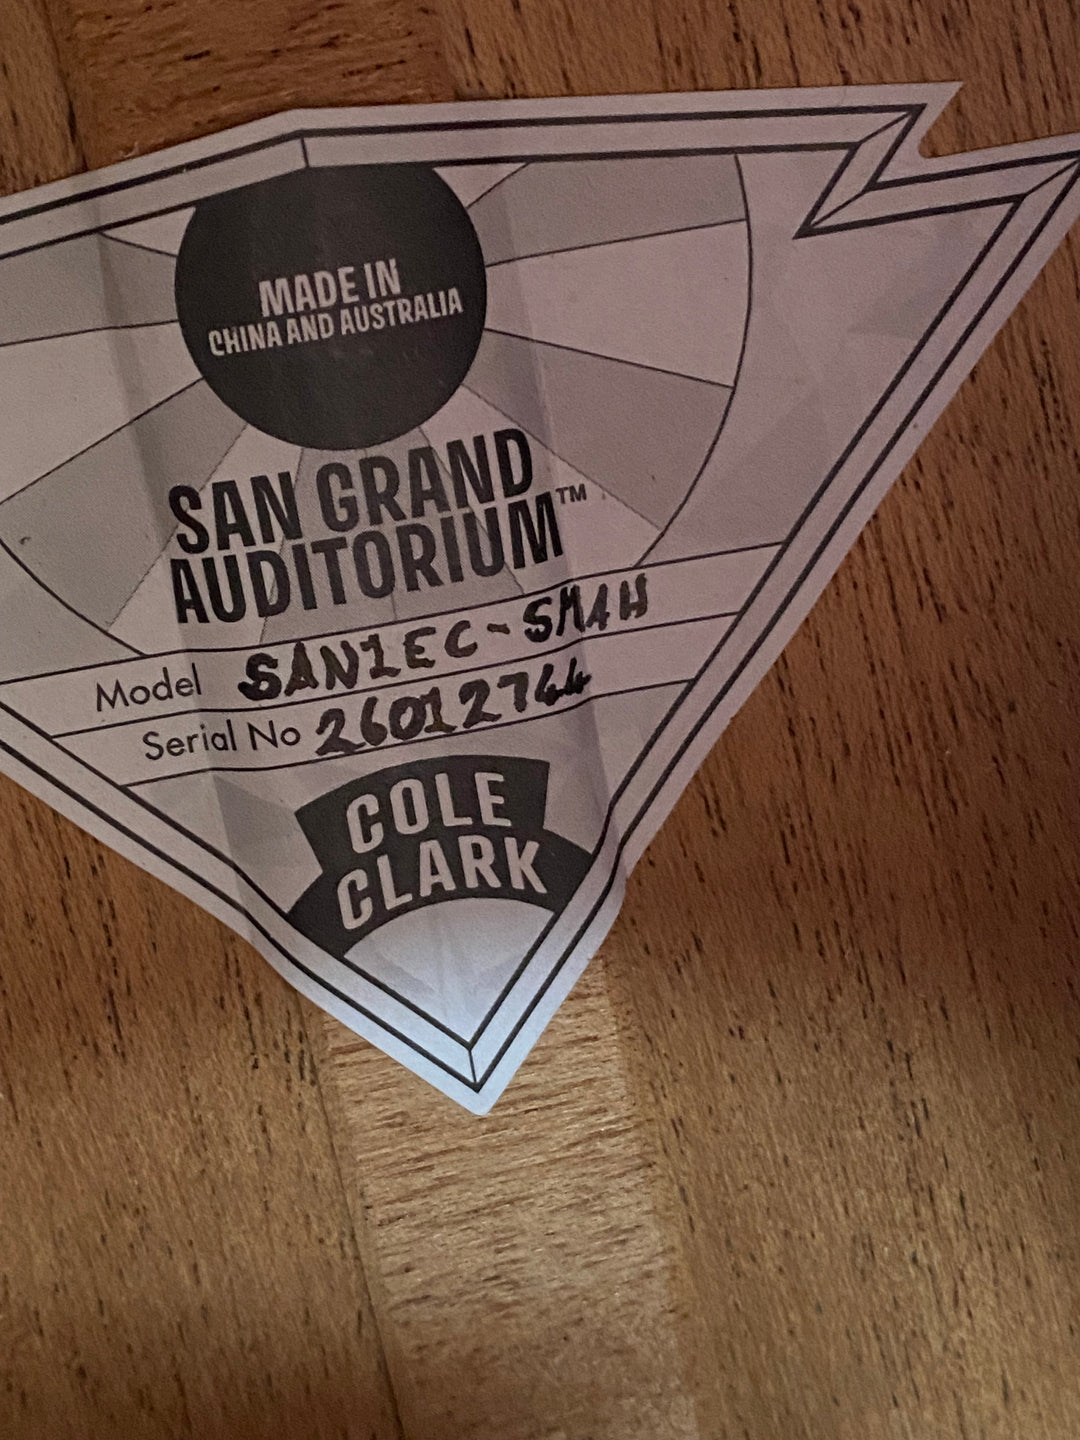 MADE IN
CHINA AND AUSTRALIA
SAN GRAND
AUDITORIUM™
Model SAN1EC-SMAH
Serial No 26012744
COLE
CLARK